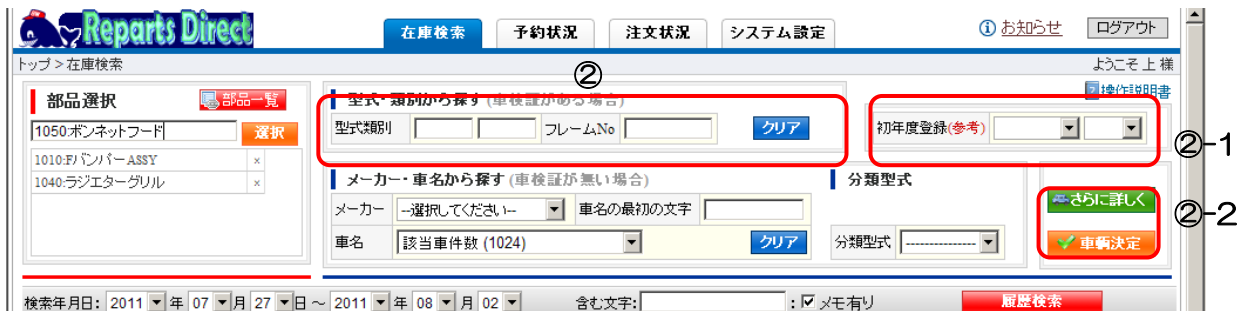 Reparts Direct
在庫検索 予約状況 注文状況 システム設定
お知らせ ログアウト
トップ > 在庫検索
ようこそ 上 様
②
部品選択 部品一覧
型式・類別から探す (車検証がある場合)
操作説明書
1050:ボンネットフード 選択
型式類別 フレームNo クリア
初年度登録(参考)
②-1
1010:Fバンパー ASSY ×
1040:ラジエターグリル ×
メーカー・車名から探す (車検証が無い場合)
分類型式
メーカー --選択してください-- 車名の最初の文字
さらに詳しく
②-2
車名 該当車件数 (1024) クリア
分類型式 ---------------
車輌決定
検索年月日: 2011 年 07 月 27 日 ~ 2011 年 08 月 02 含む文字: : メモ有り 履歴検索